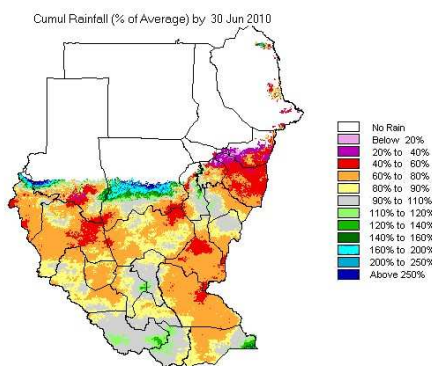 Cumul Rainfall (% of Average) by 30 Jun 2010
No Rain
Below 20%
20% to 40%
40% to 60%
60% to 80%
80% to 90%
90% to 110%
110% to 120%
120% to 140%
140% to 160%
160% to 200%
200% to 250%
Above 250%